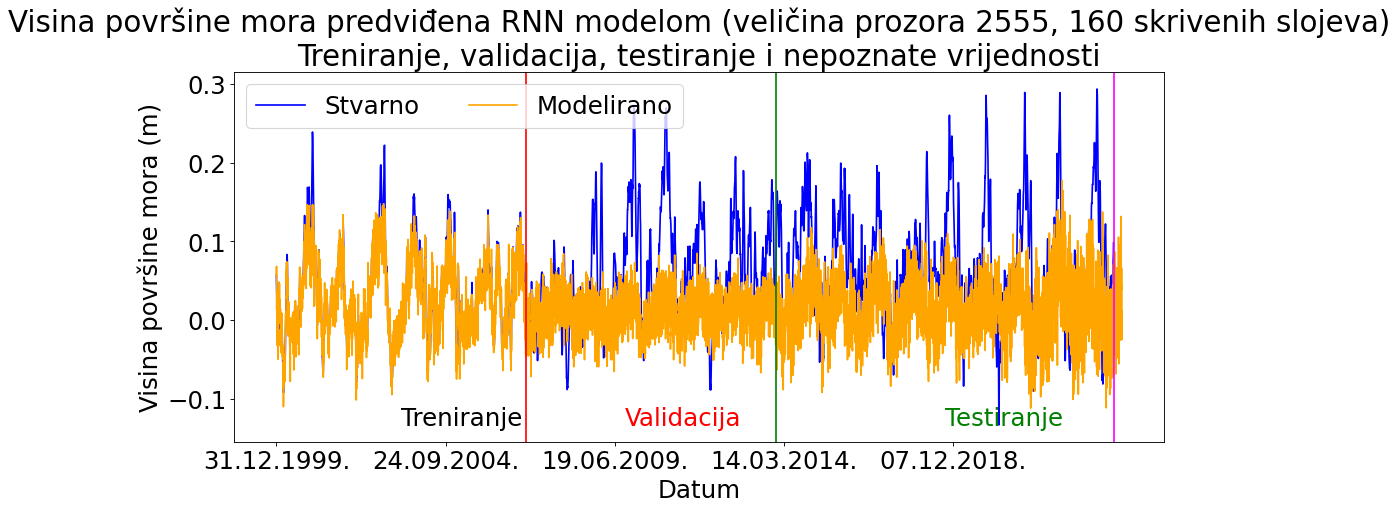 Visina površine mora predviđena RNN modelom (veličina prozora 2555, 160 skrivenih slojeva)
Treniranje, validacija, testiranje i nepoznate vrijednosti
Stvarno Modelirano
Visina površine mora (m)
0.3
0.2
0.1
0.0
−0.1
Treniranje Validacija Testiranje
31.12.1999. 24.09.2004. 19.06.2009. 14.03.2014. 07.12.2018.
Datum